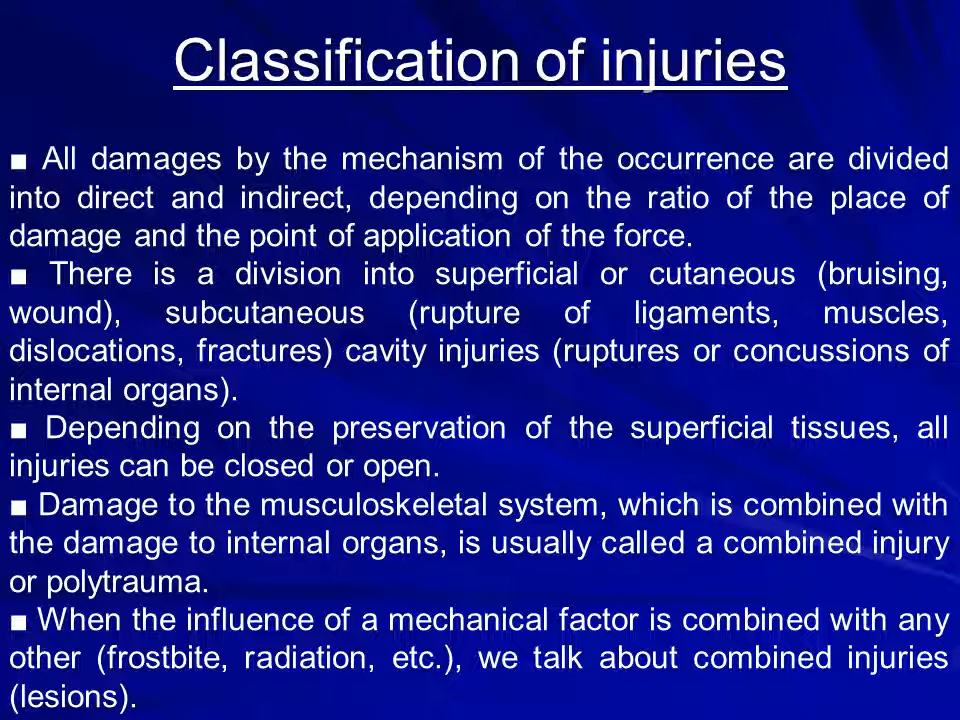 Classification of injuries
■ All damages by the mechanism of the occurrence are divided
into direct and indirect, depending on the ratio of the place of
damage and the point of application of the force.
■ There is a division into superficial or cutaneous (bruising,
wound), subcutaneous (rupture of ligaments, muscles,
dislocations, fractures) cavity injuries (ruptures or concussions of
internal organs).
■ Depending on the preservation of the superficial tissues, all
injuries can be closed or open.
■ Damage to the musculoskeletal system, which is combined with
the damage to internal organs, is usually called a combined injury
or polytrauma.
■ When the influence of a mechanical factor is combined with any
other (frostbite, radiation, etc.), we talk about combined injuries
(lesions).